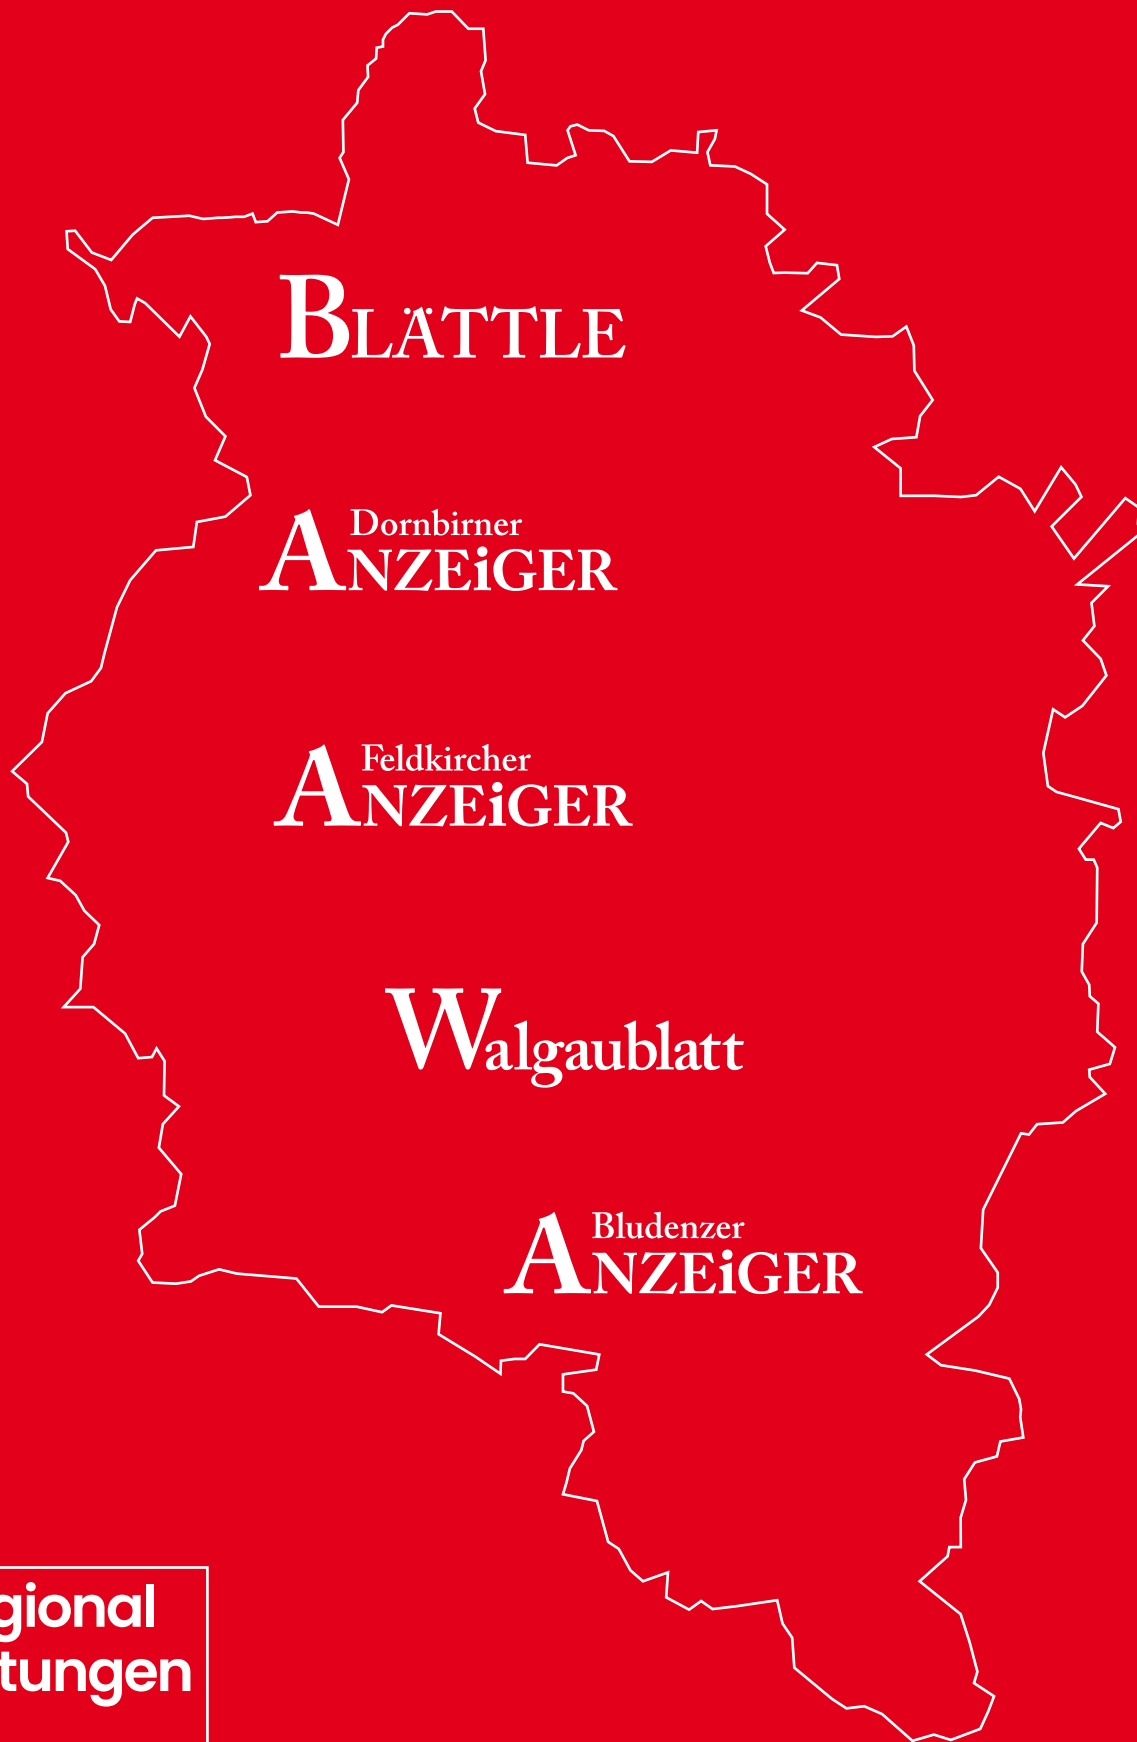 BLÄTTLE
Dornbirner
ANZEiGER
Feldkircher
ANZEiGER
Walgaublatt
Bludenzer
ANZEiGER
gional
tungen